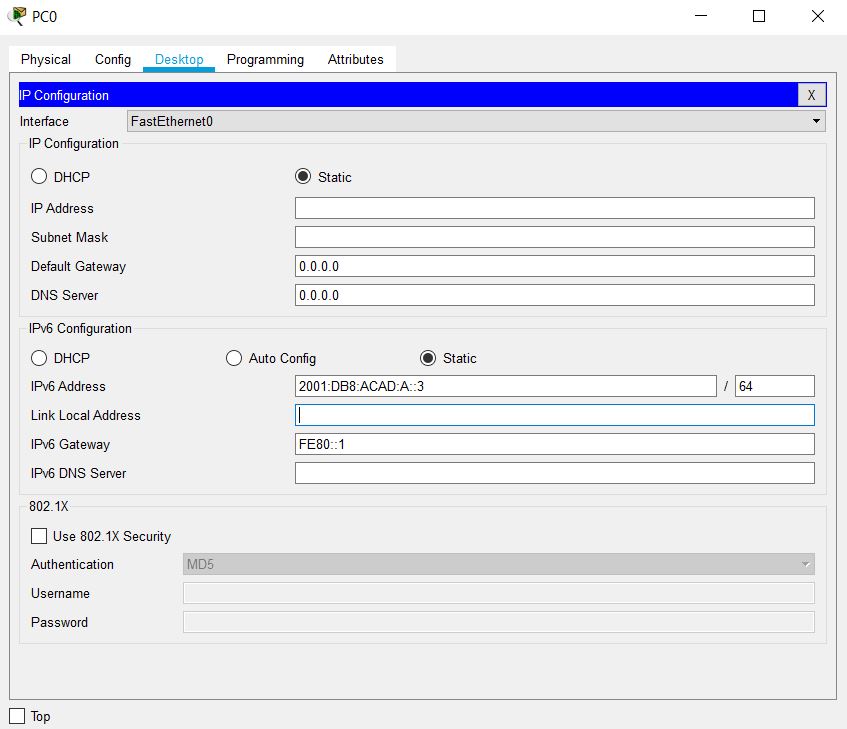 PC0
Physical Config Desktop Programming Attributes
IP Configuration X
Interface FastEthernet0
IP Configuration
DHCP Static
IP Address
Subnet Mask
Default Gateway 0.0.0.0
DNS Server 0.0.0.0
IPv6 Configuration
DHCP Auto Config Static
IPv6 Address 2001:DB8:ACAD:A::3 / 64
Link Local Address
IPv6 Gateway FE80::1
IPv6 DNS Server
802.1X
Use 802.1X Security
Authentication MD5
Username
Password
Top